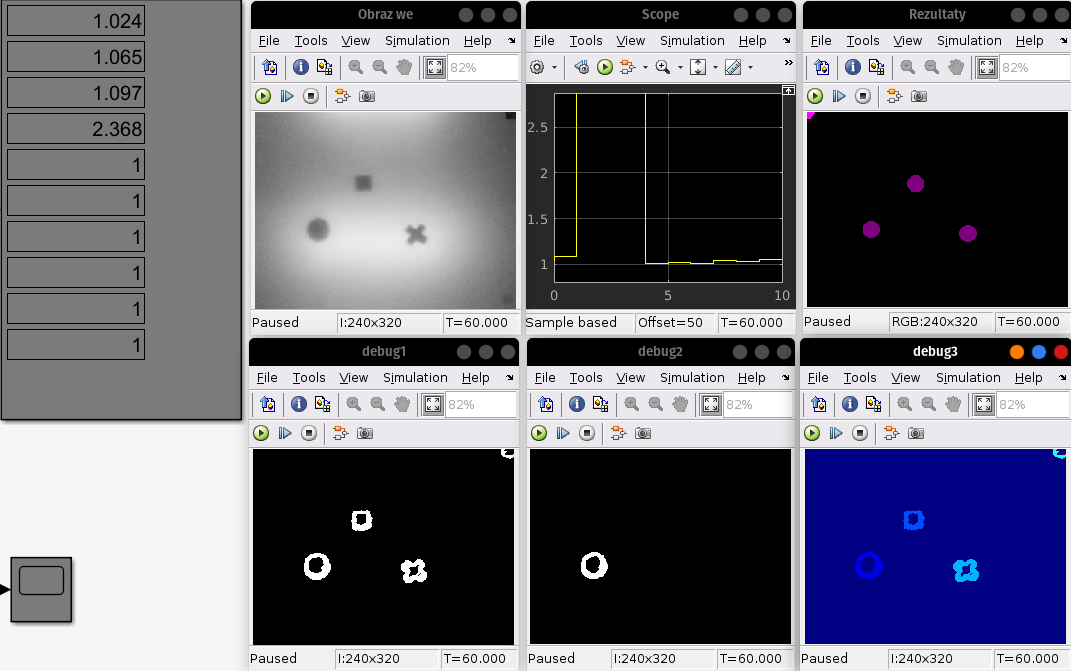 1.024
1.065
1.097
2.368
1
1
1
1
1
1
Obraz we
File Tools View Simulation Help
82%
Paused I:240x320 T=60.000
Scope
File Tools View Simulation
2.5
2
1.5
1
0 5 10
Sample based Offset=50 T=60.000
Rezultaty
File Tools View Simulation Help
82%
Paused RGB:240x320 T=60.000
debug1
File Tools View Simulation Help
82%
Paused I:240x320 T=60.000
debug2
File Tools View Simulation Help
82%
Paused I:240x320 T=60.000
debug3
File Tools View Simulation Help
82%
Paused I:240x320 T=60.000